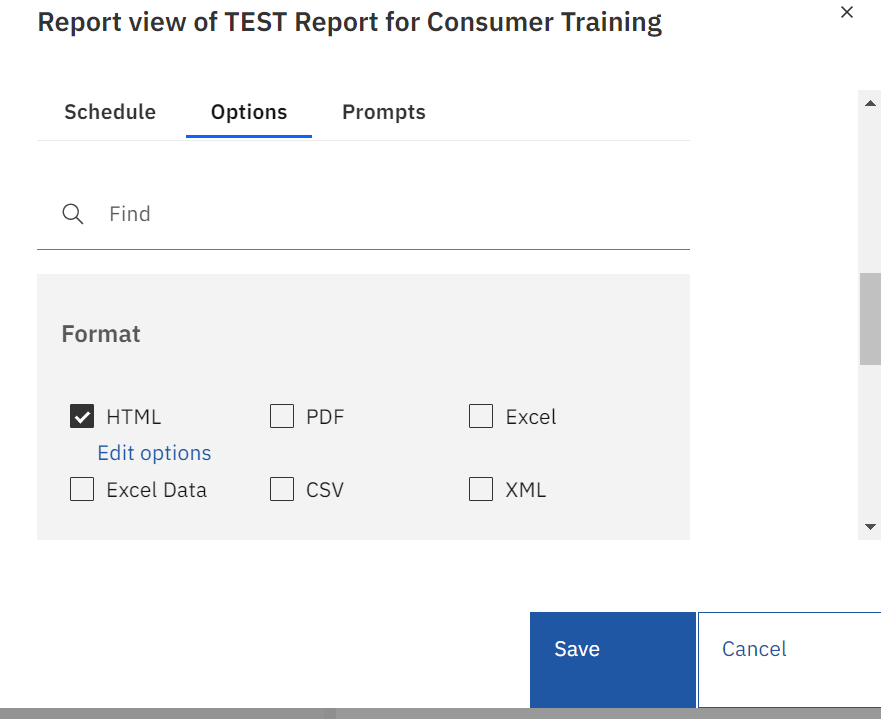 Report view of TEST Report for Consumer Training
Schedule Options Prompts
Find
Format
HTML PDF Excel
Edit options
Excel Data CSV XML
Save Cancel